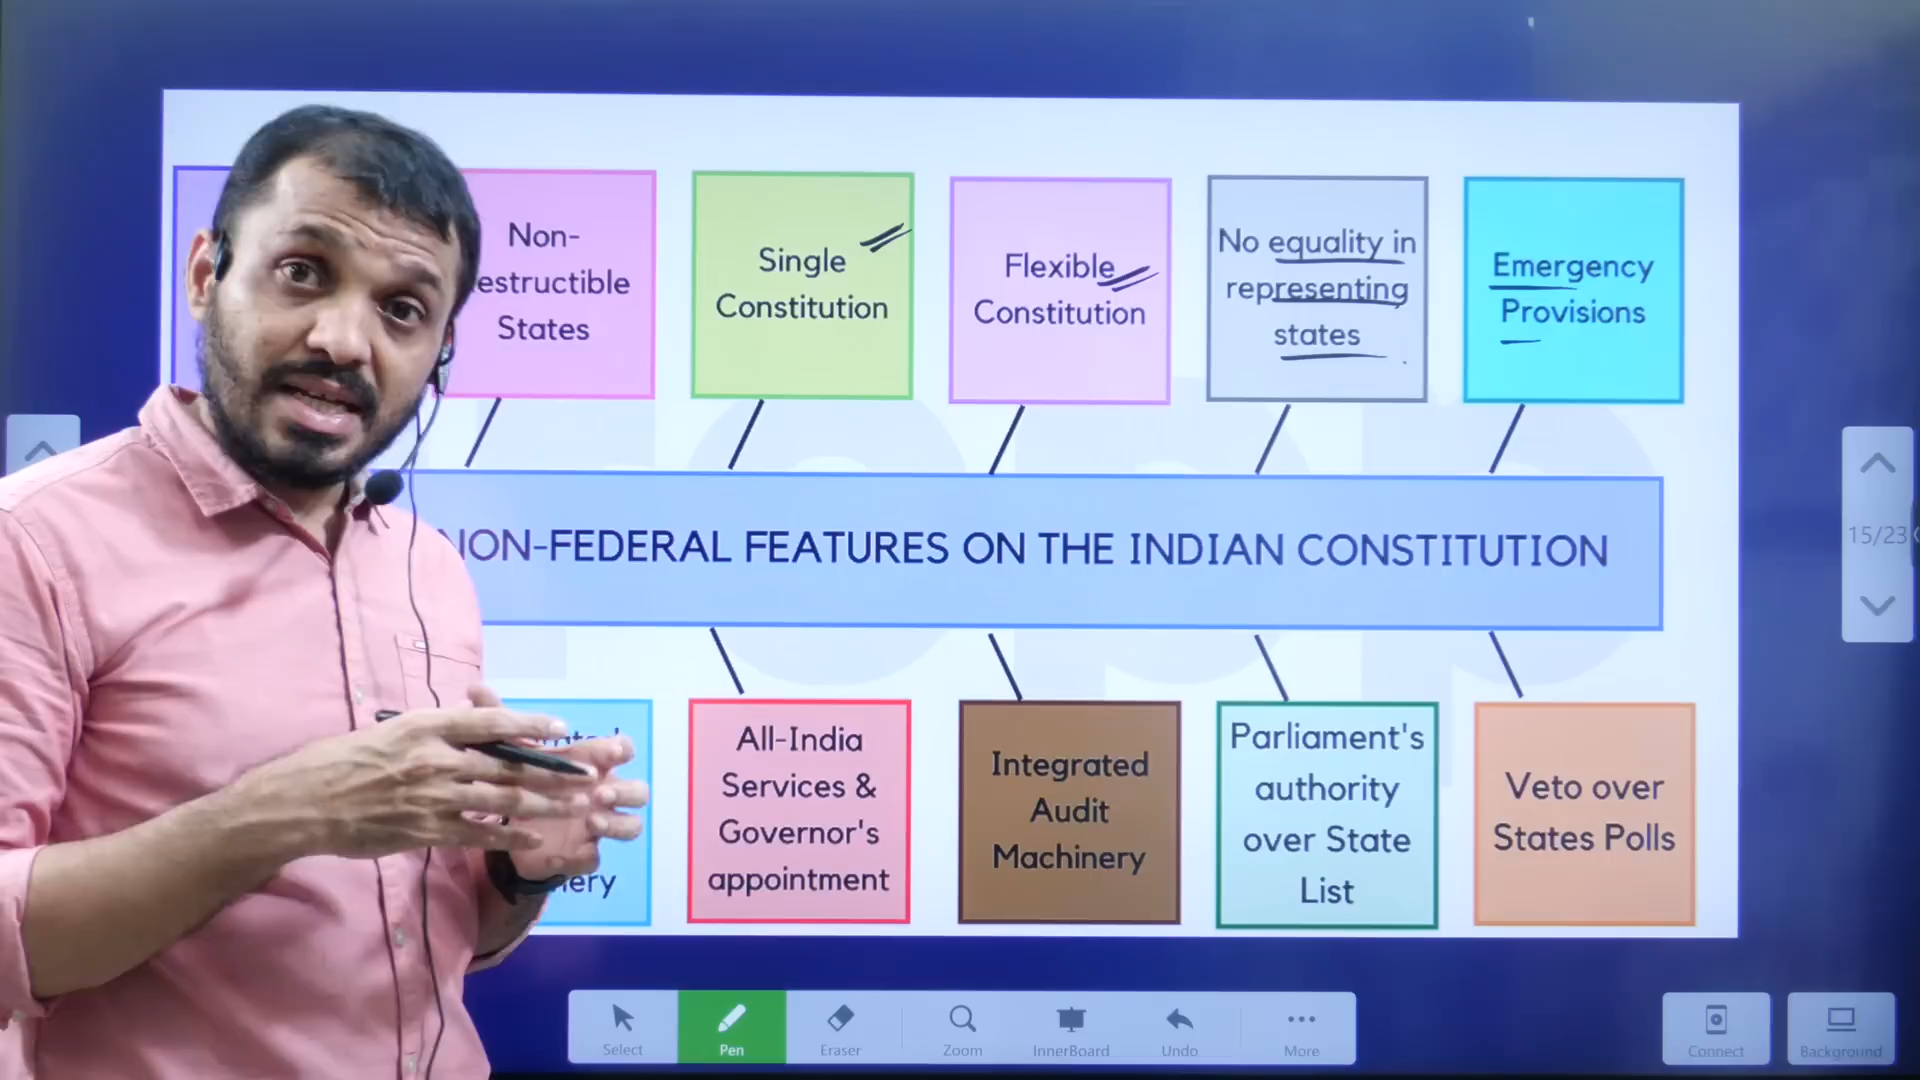 Non-
estructible
States
Single
Constitution
Flexible
Constitution
No equality in
representing
states
Emergency
Provisions
NON-FEDERAL FEATURES ON THE INDIAN CONSTITUTION
ery
All-India
Services &
Governor's
appointment
Integrated
Audit
Machinery
Parliament's
authority
over State
List
Veto over
States Polls
15/23
Select
Pen
Eraser
Zoom
InnerBoard
Undo
More
Connect
Background